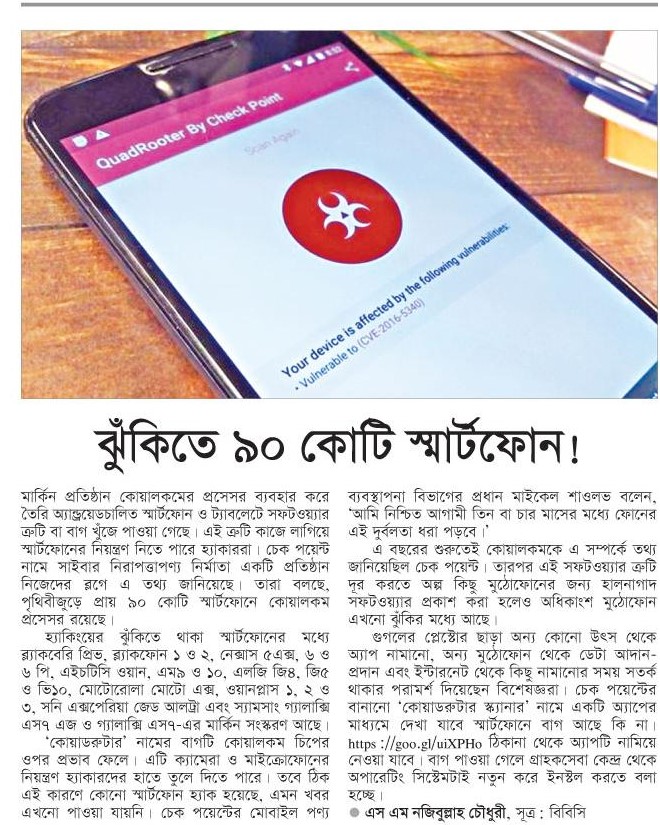 8:52
QuadRooter By Check Point
Scan Again
Your device is affected by the following vulnerabilities:
• Vulnerable to (CVE-2016-5340)
ঝুঁকিতে ৯০ কোটি স্মার্টফোন!
মার্কিন প্রতিষ্ঠান কোয়ালকমের প্রসেসর ব্যবহার করে
তৈরি অ্যান্ড্রয়েডচালিত স্মার্টফোন ও ট্যাবলেটে সফটওয়্যার
ত্রুটি বা বাগ খুঁজে পাওয়া গেছে। এই ত্রুটি কাজে লাগিয়ে
স্মার্টফোনের নিয়ন্ত্রণ নিতে পারে হ্যাকাররা। চেক পয়েন্ট
নামে সাইবার নিরাপত্তাপণ্য নির্মাতা একটি প্রতিষ্ঠান
নিজেদের ব্লগে এ তথ্য জানিয়েছে। তারা বলছে,
পৃথিবীজুড়ে প্রায় ৯০ কোটি স্মার্টফোনে কোয়ালকম
প্রসেসর রয়েছে।
হ্যাকিংয়ের ঝুঁকিতে থাকা স্মার্টফোনের মধ্যে
ব্ল্যাকবেরি প্রিভ, ব্ল্যাকফোন ১ ও ২, নেক্সাস ৫এক্স, ৬ ও
৬ পি, এইচটিসি ওয়ান, এম৯ ও ১০, এলজি জি৪, জি৫
ও ভি১০, মোটোরোলা মোটো এক্স, ওয়ানপ্লাস ১, ২ ও
৩, সনি এক্সপেরিয়া জেড আলট্রা এবং স্যামসাং গ্যালাক্সি
এস৭ এজ ও গ্যালাক্সি এস৭-এর মার্কিন সংস্করণ আছে।
'কোয়াডরুটার' নামের বাগটি কোয়ালকম চিপের
ওপর প্রভাব ফেলে। এটি ক্যামেরা ও মাইক্রোফোনের
নিয়ন্ত্রণ হ্যাকারদের হাতে তুলে দিতে পারে। তবে ঠিক
এই কারণে কোনো স্মার্টফোন হ্যাক হয়েছে, এমন খবর
এখনো পাওয়া যায়নি। চেক পয়েন্টের মোবাইল পণ্য
ব্যবস্থাপনা বিভাগের প্রধান মাইকেল শাওলভ বলেন,
'আমি নিশ্চিত আগামী তিন বা চার মাসের মধ্যে ফোনের
এই দুর্বলতা ধরা পড়বে।'
এ বছরের শুরুতেই কোয়ালকমকে এ সম্পর্কে তথ্য
জানিয়েছিল চেক পয়েন্ট। তারপর এই সফটওয়্যার ত্রুটি
দূর করতে অল্প কিছু মুঠোফোনের জন্য হালনাগাদ
সফটওয়্যার প্রকাশ করা হলেও অধিকাংশ মুঠোফোন
এখনো ঝুঁকির মধ্যে আছে।
গুগলের প্লেস্টোর ছাড়া অন্য কোনো উৎস থেকে
অ্যাপ নামানো, অন্য মুঠোফোন থেকে ডেটা আদান-
প্রদান এবং ইন্টারনেট থেকে কিছু নামানোর সময় সতর্ক
থাকার পরামর্শ দিয়েছেন বিশেষজ্ঞরা। চেক পয়েন্টের
বানানো 'কোয়াডরুটার স্ক্যানার' নামে একটি অ্যাপের
মাধ্যমে দেখা যাবে স্মার্টফোনে বাগ আছে কি না।
https://goo.gl/uiXPHo ঠিকানা থেকে অ্যাপটি নামিয়ে
নেওয়া যাবে। বাগ পাওয়া গেলে গ্রাহকসেবা কেন্দ্র থেকে
অপারেটিং সিস্টেমটাই নতুন করে ইনস্টল করতে বলা
হচ্ছে।
● এস এম নজিবুল্লাহ চৌধুরী, সূত্র : বিবিসি